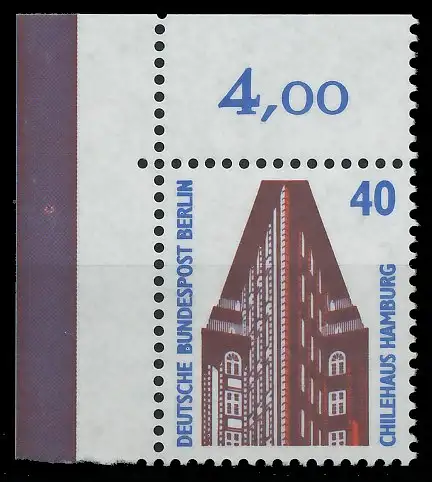 4,00
40
DEUTSCHE BUNDESPOST BERLIN
CHILEHAUS HAMBURG